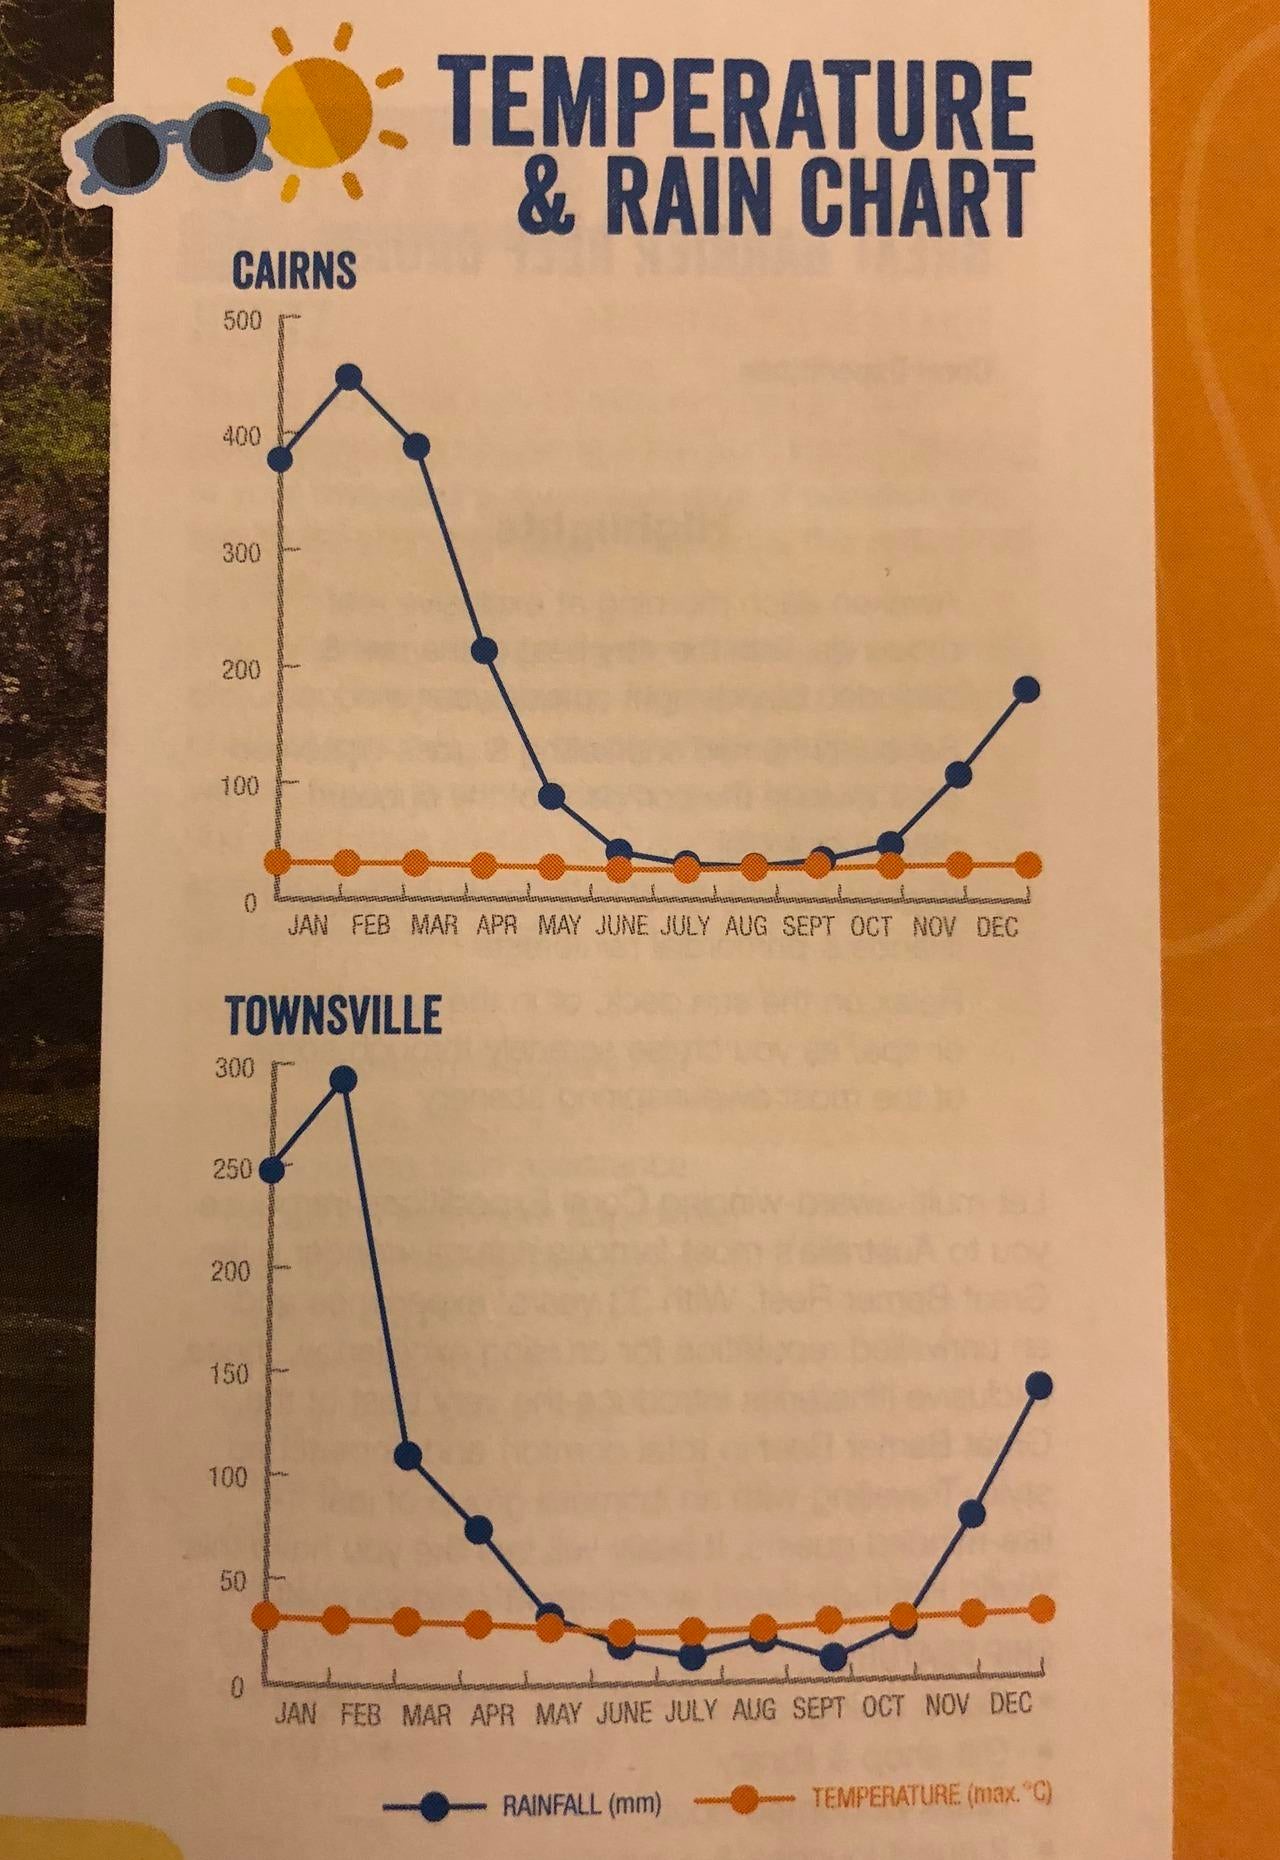 TEMPERATURE
& RAIN CHART
CAIRNS
500
400
300
200
100
0
JAN FEB MAR APR MAY JUNE JULY AUG SEPT OCT NOV DEC
TOWNSVILLE
300
250
200
150
100
50
0
JAN FEB MAR APR MAY JUNE JULY AUG SEPT OCT NOV DEC
RAINFALL (mm) TEMPERATURE (max.°C)